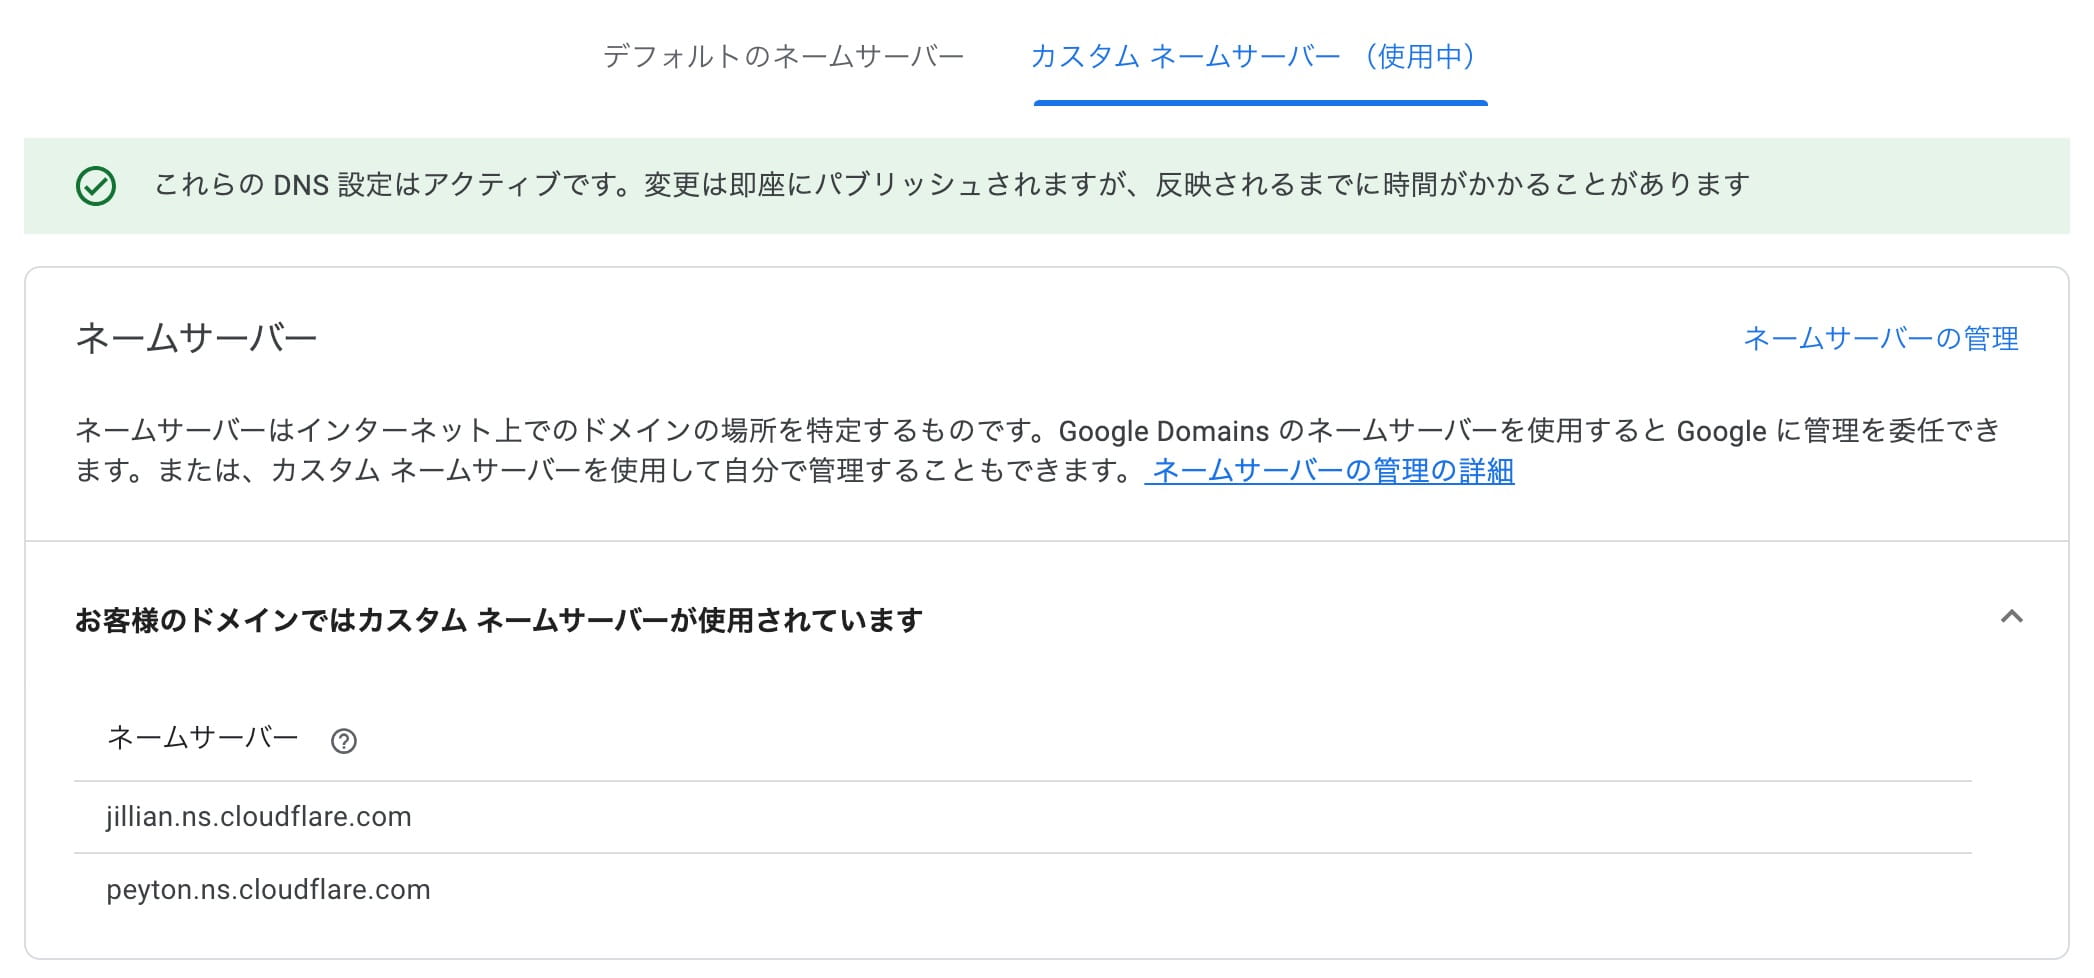 デフォルトのネームサーバー
カスタム ネームサーバー （使用中）
これらの DNS 設定はアクティブです。変更は即座にパブリッシュされますが、反映されるまでに時間がかかることがあります
ネームサーバー
ネームサーバーの管理
ネームサーバーはインターネット上でのドメインの場所を特定するものです。Google Domains のネームサーバーを使用すると Google に管理を委任でき
ます。または、カスタム ネームサーバーを使用して自分で管理することもできます。 ネームサーバーの管理の詳細
お客様のドメインではカスタム ネームサーバーが使用されています
ネームサーバー
jillian.ns.cloudflare.com
peyton.ns.cloudflare.com